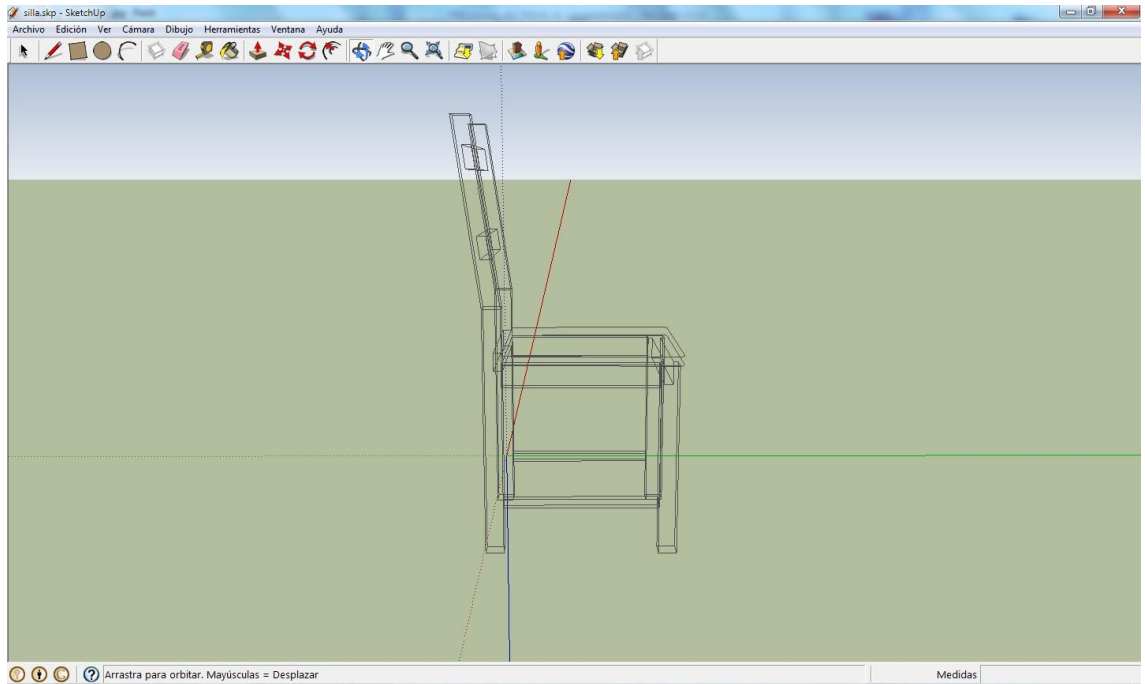 silla.skp - SketchUp
Archivo Edición Ver Cámara Dibujo Herramientas Ventana Ayuda
Arrastra para orbitar. Mayúsculas = Desplazar
Medidas